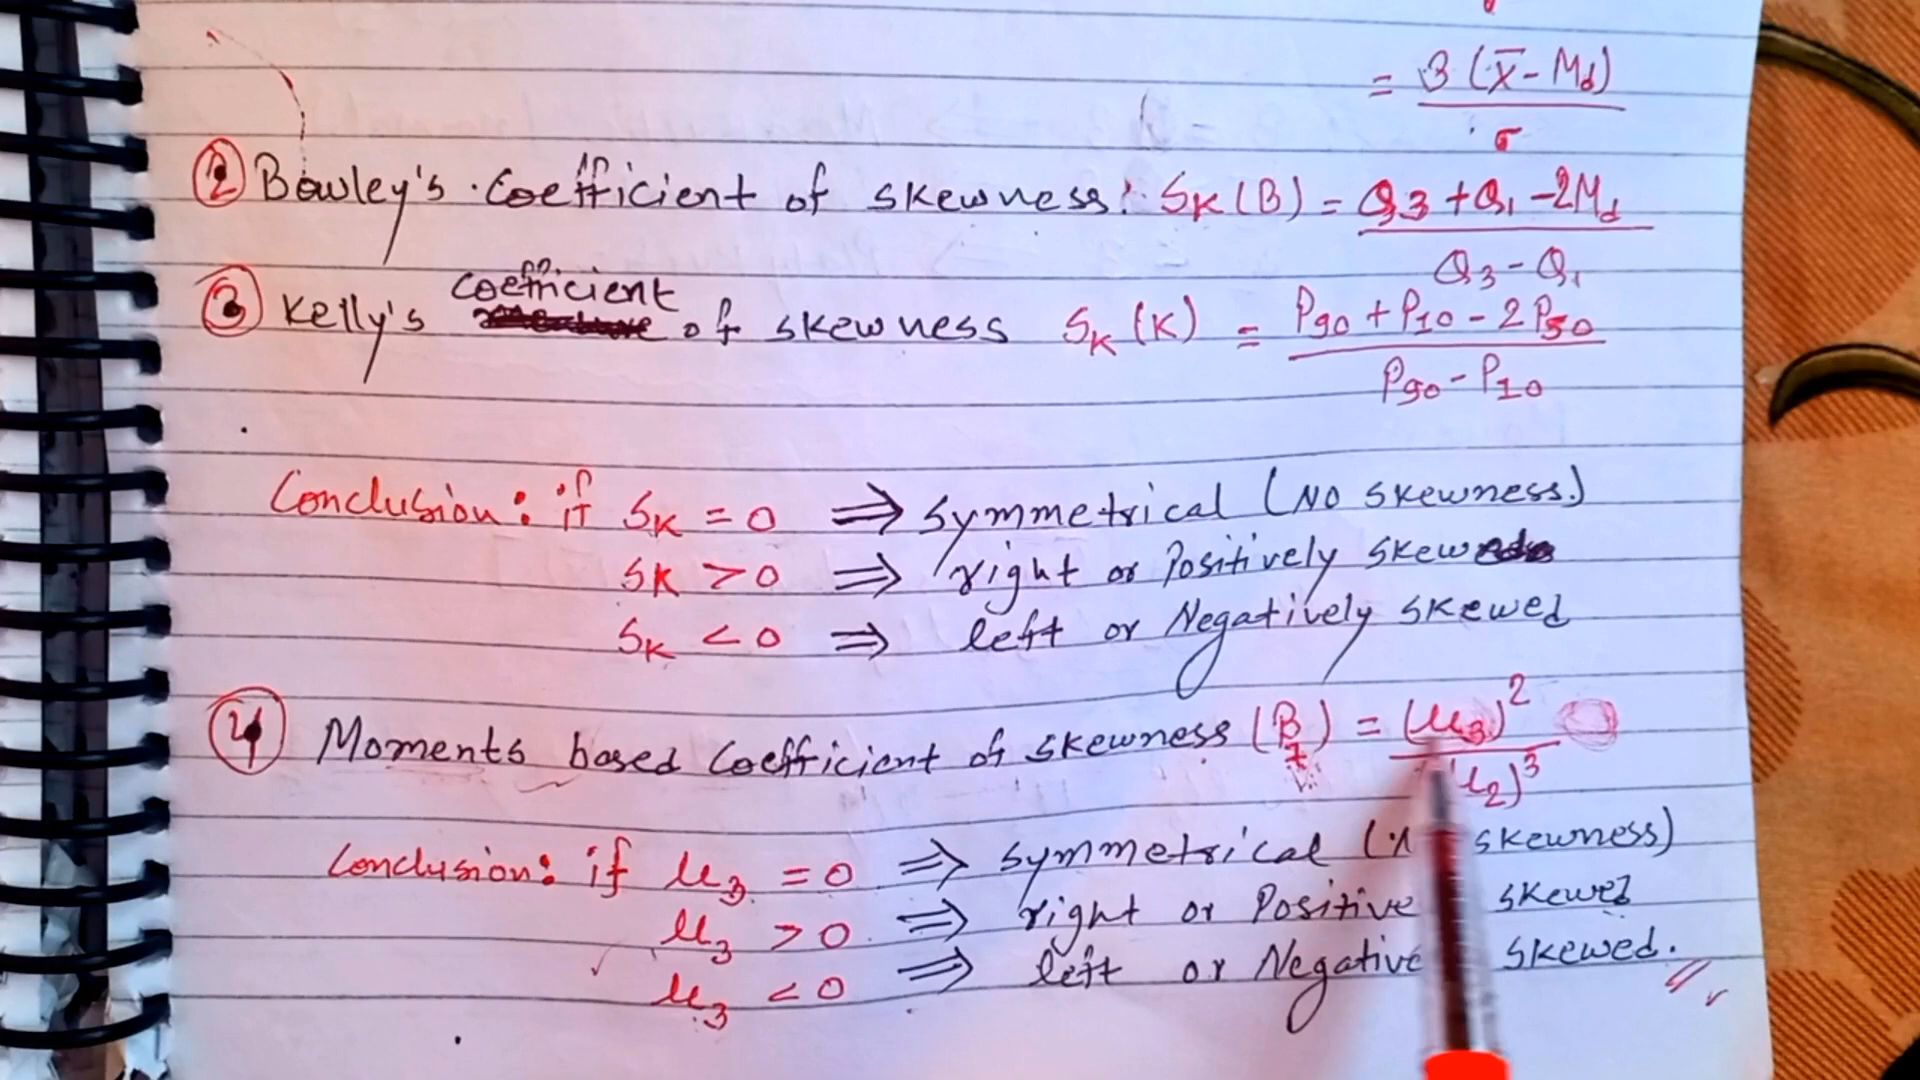 = 3 (X̄ - Md)
σ
② Bowley's Coefficient of skewness: SK (B) = Q3 + Q1 - 2Md
Q3 - Q1
coefficient
③ Kelly's of skewness SK (K) = P90 + P10 - 2P50
P90 - P10
Conclusion: if SK = 0 ⇒ symmetrical (No skewness)
SK > 0 ⇒ right or Positively skew
SK < 0 ⇒ left or Negatively skewed
④ Moments based Coefficient of skewness (β1) = (μ3)²
(μ2)³
Conclusion: if μ3 = 0 ⇒ symmetrical ( skewness)
μ3 > 0 ⇒ right or Positive skewed
μ3 < 0 ⇒ left or Negative skewed.